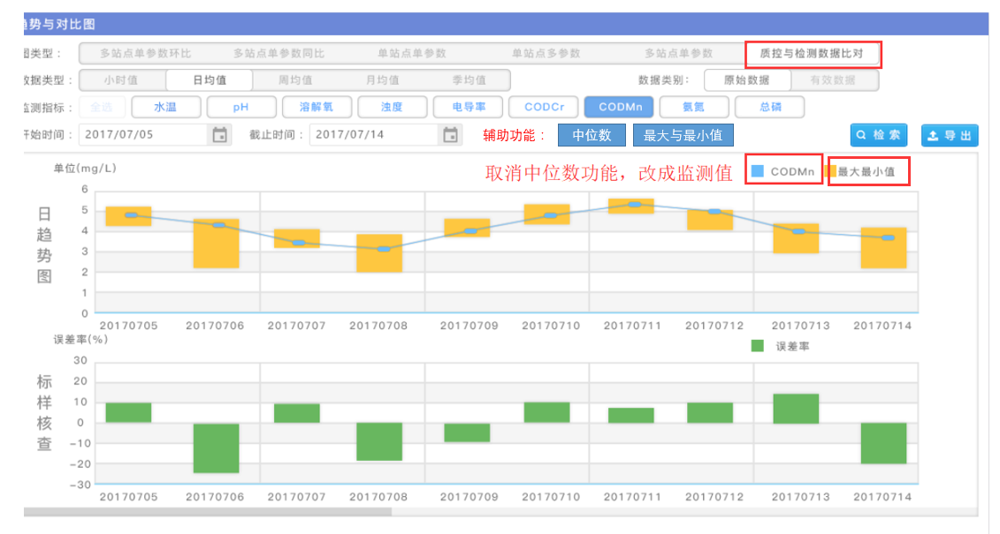 势与对比图
类型：
多站点单参数环比
多站点单参数同比
单站点单参数
单站点多参数
多站点单参数
质控与检测数据比对
数据类型：
小时值
日均值
周均值
月均值
季均值
数据类别：
原始数据
有效数据
监测指标：
全选
水温
pH
溶解氧
浊度
电导率
CODCr
CODMn
氨氮
总磷
开始时间：
2017/07/05
截止时间：
2017/07/14
辅助功能：
中位数
最大与最小值
检索
导出
单位(mg/L)
取消中位数功能，改成监测值
CODMn
最大最小值
日趋势图
6
5
4
3
2
1
0
20170705 20170706 20170707 20170708 20170709 20170710 20170711 20170712 20170713 20170714
误差率(%)
误差率
标样核查
30
20
10
0
-10
-20
-30
20170705 20170706 20170707 20170708 20170709 20170710 20170711 20170712 20170713 20170714